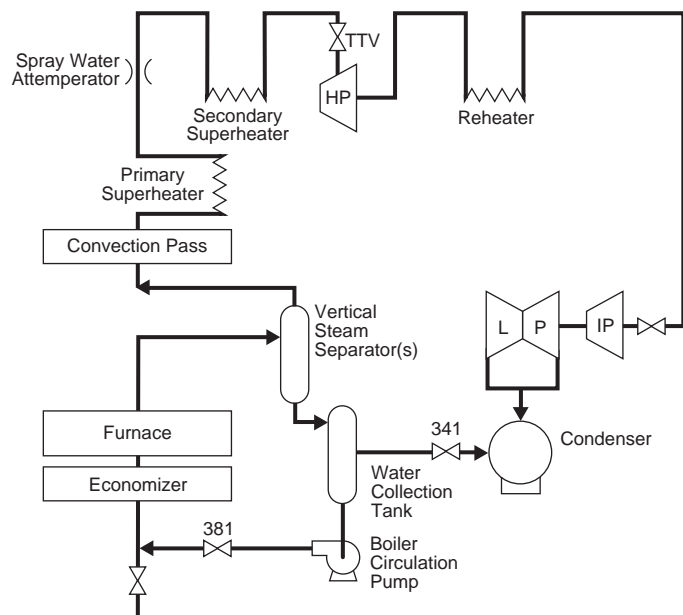 TTV
Spray Water
Attemperator
HP
Secondary
Superheater
Reheater
Primary
Superheater
Convection Pass
Vertical
Steam
Separator(s)
L
P
IP
Furnace
341
Condenser
Economizer
Water
Collection
Tank
381
Boiler
Circulation
Pump